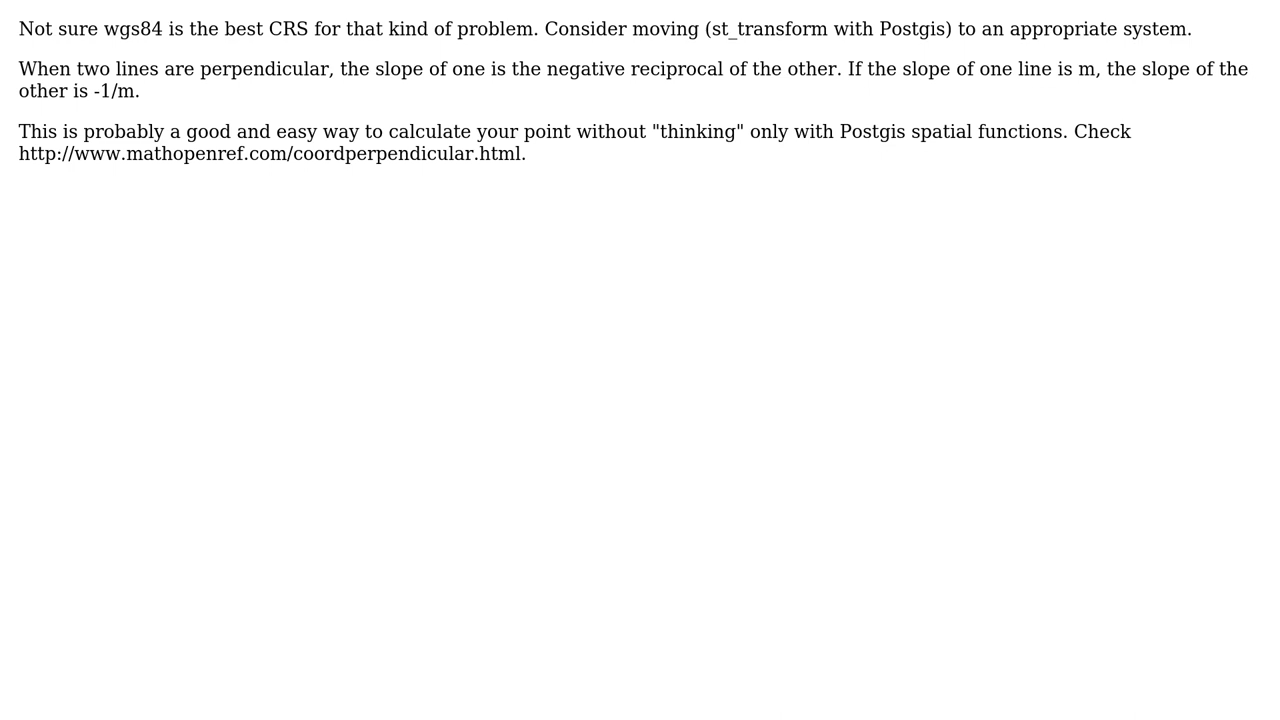 Not sure wgs84 is the best CRS for that kind of problem. Consider moving (st_transform with Postgis) to an appropriate system.
When two lines are perpendicular, the slope of one is the negative reciprocal of the other. If the slope of one line is m, the slope of the
other is -1/m.
This is probably a good and easy way to calculate your point without "thinking" only with Postgis spatial functions. Check
http://www.mathopenref.com/coordperpendicular.html.